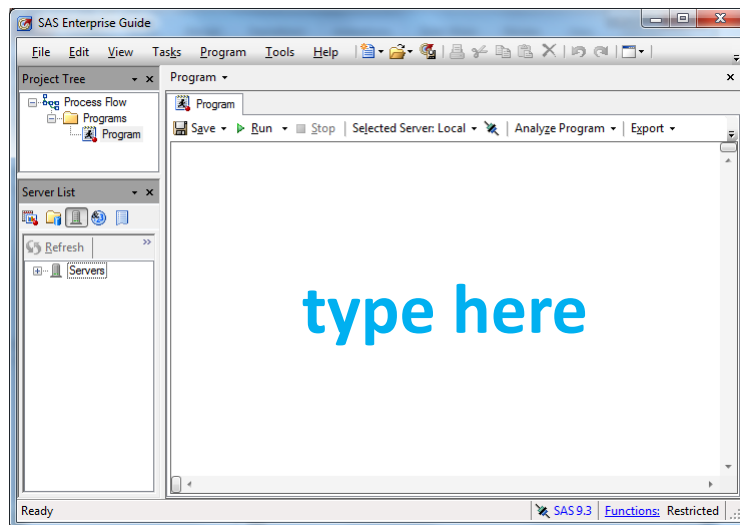 SAS Enterprise Guide
File Edit View Tasks Program Tools Help
Project Tree
Program
Process Flow
Programs
Program
Program
Save Run Stop Selected Server: Local Analyze Program Export
Server List
Refresh
Servers
type here
Ready
SAS 9.3 Functions: Restricted